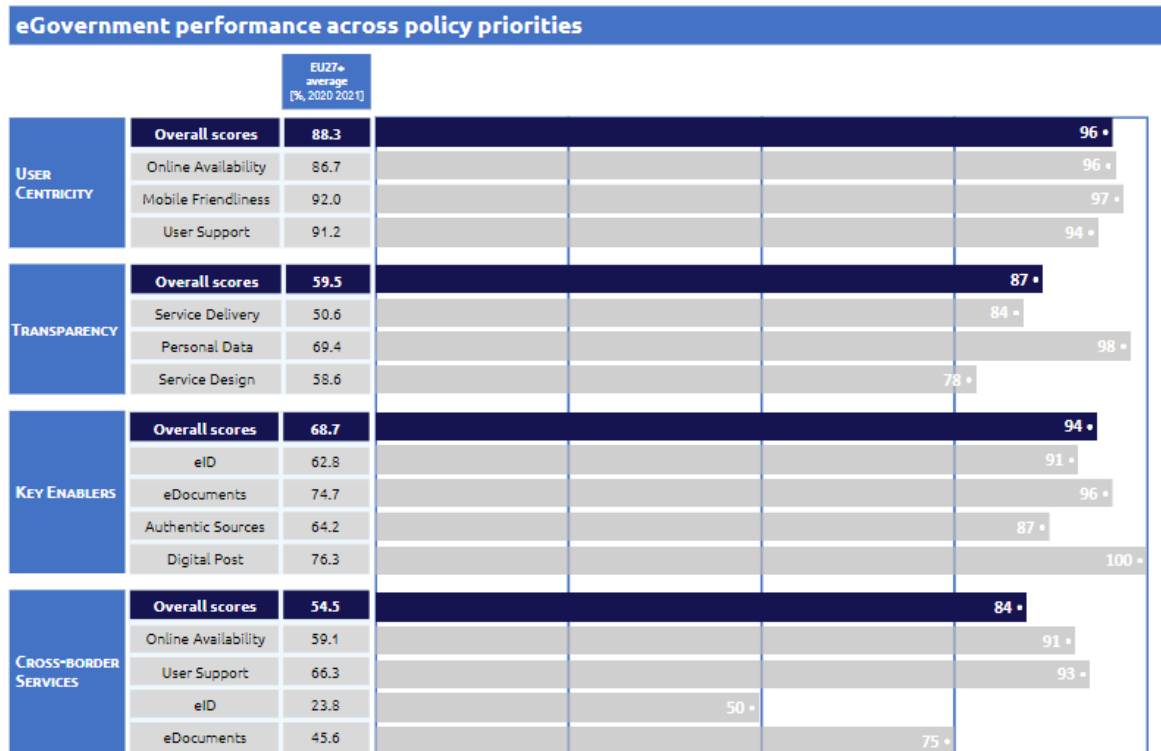 eGovernment performance across policy priorities
EU27+
average
[%, 2020 2021]
USER
CENTRICITY
Overall scores 88.3 96
Online Availability 86.7 96
Mobile Friendliness 92.0 97
User Support 91.2 94
TRANSPARENCY
Overall scores 59.5 87
Service Delivery 50.6 84
Personal Data 69.4 98
Service Design 58.6 78
KEY ENABLERS
Overall scores 68.7 94
eID 62.8 91
eDocuments 74.7 96
Authentic Sources 64.2 87
Digital Post 76.3 100
CROSS-BORDER
SERVICES
Overall scores 54.5 84
Online Availability 59.1 91
User Support 66.3 93
eID 23.8 50
eDocuments 45.6 75